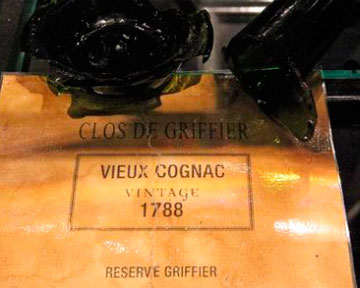 CLOS DE GRIFFIER
VIEUX COGNAC
VINTAGE
1788
RESERVE GRIFFIER